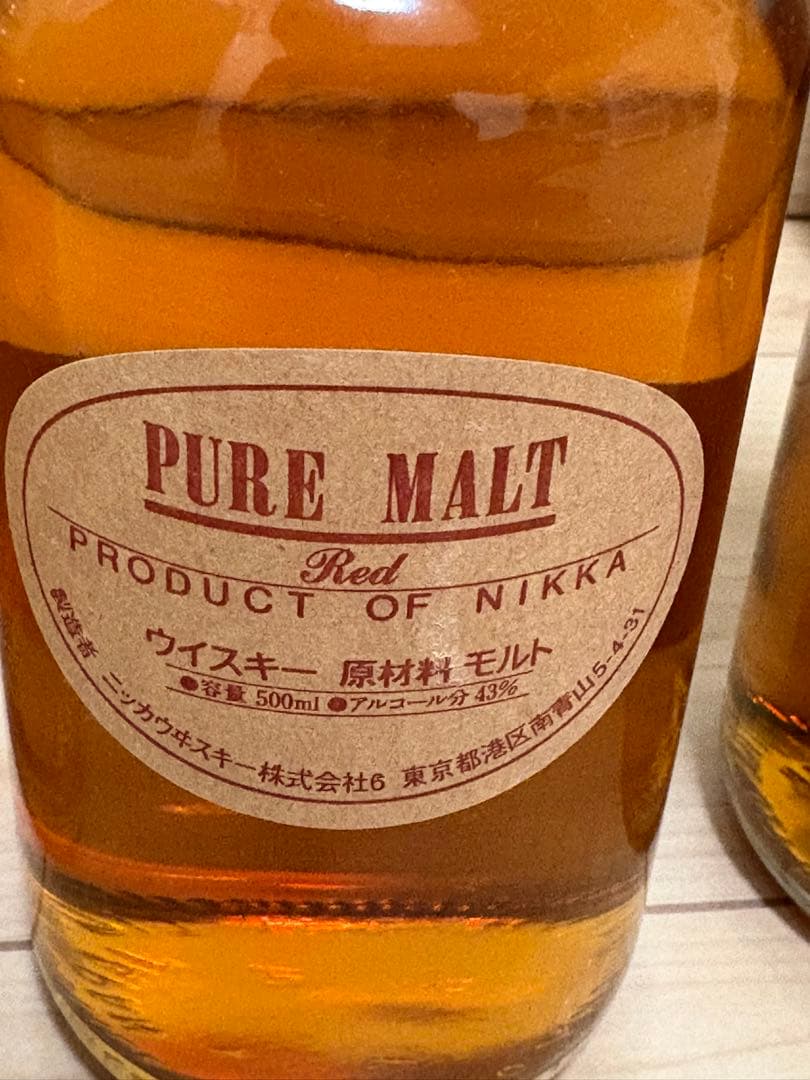 PURE MALT
Red
PRODUCT OF NIKKA
ウイスキー 原材料 モルト
●容量 500ml ●アルコール分 43%
製造者 ニッカウヰスキー株式会社6 東京都港区南青山5-4-31